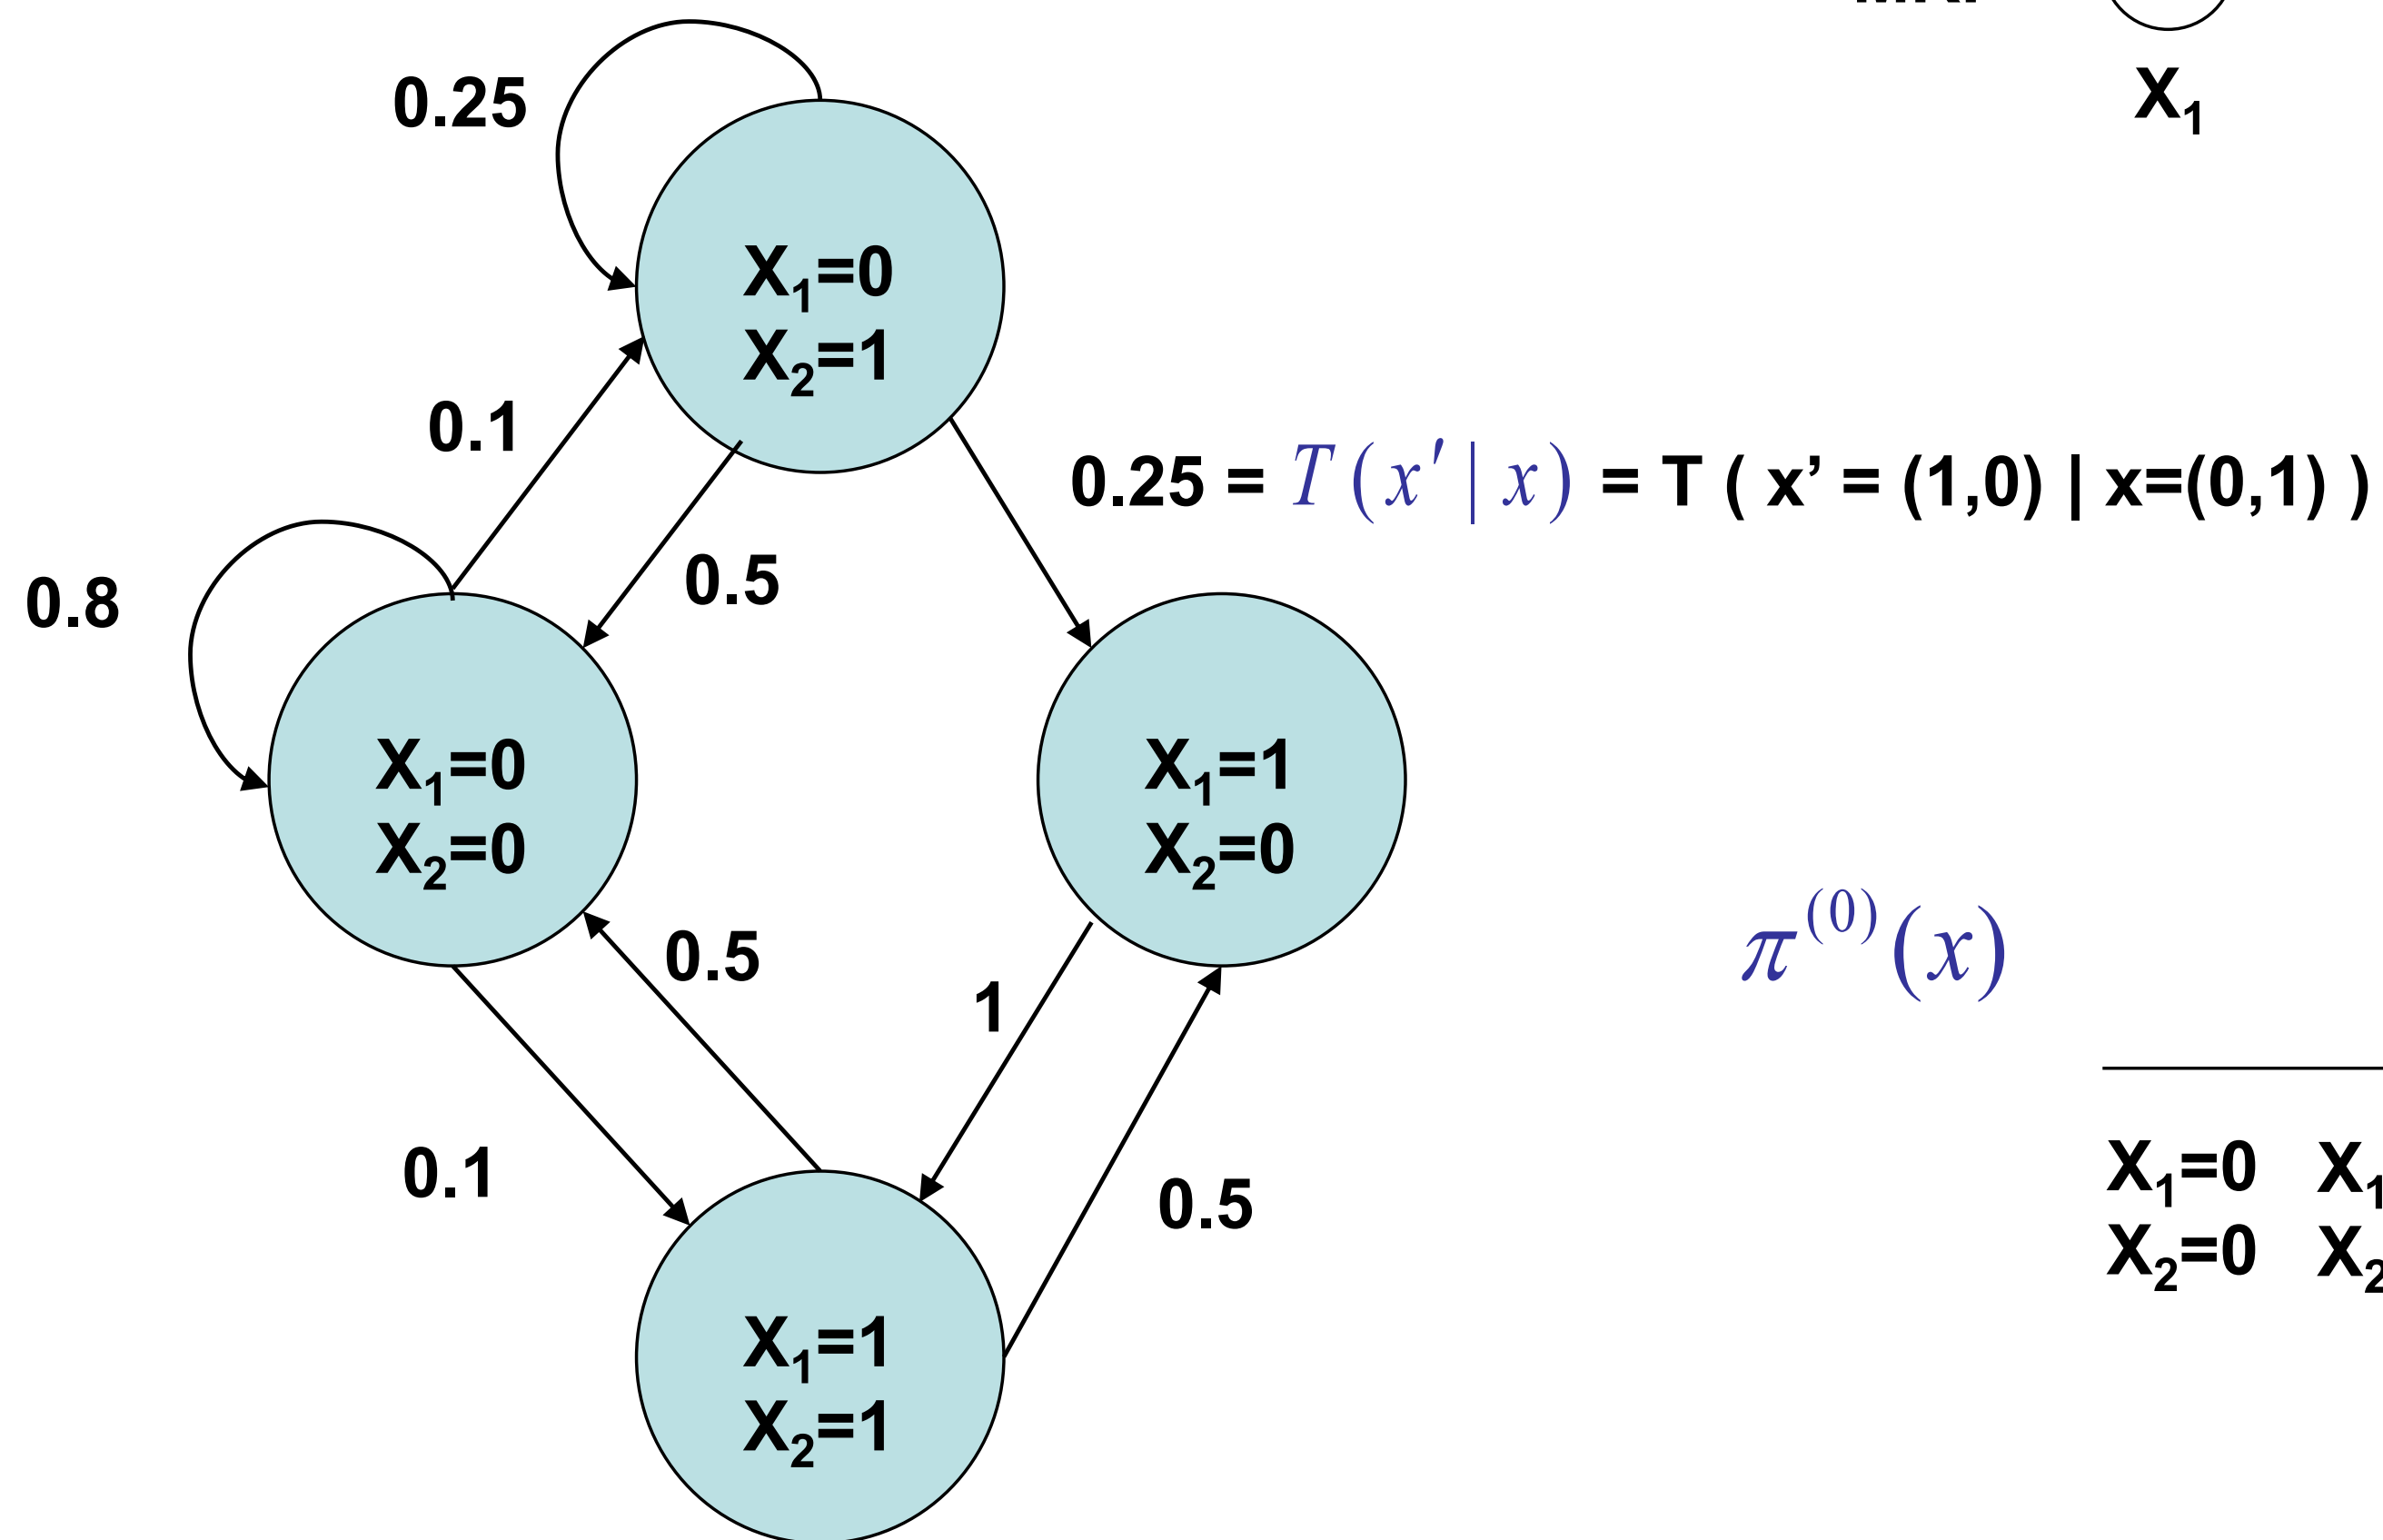 X₁
0.25
X₁=0
X₂=1
0.1
0.25 = T(x′ | x) = T ( x’ = (1,0) | x=(0,1) )
0.5
0.8
X₁=0
X₂=0
X₁=1
X₂=0
π⁽⁰⁾(x)
0.5
1
0.1
0.5
X₁=0 X₁
X₂=0 X₂
X₁=1
X₂=1